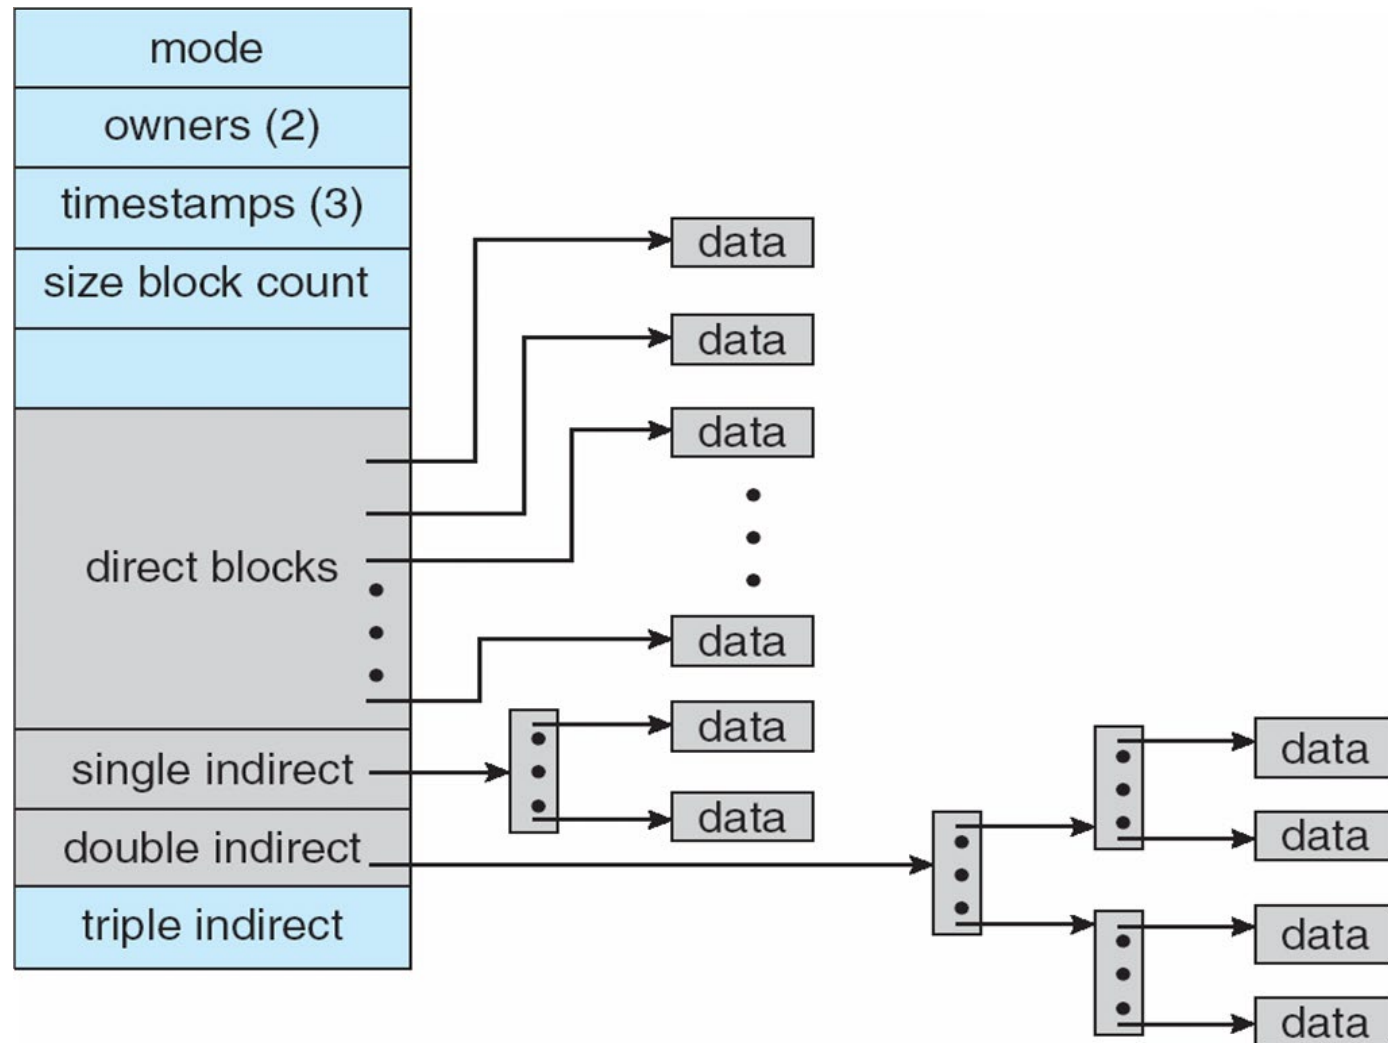 mode
owners (2)
timestamps (3)
size block count
direct blocks
single indirect
double indirect
triple indirect
data
data
data
data
data
data
data
data
data
data